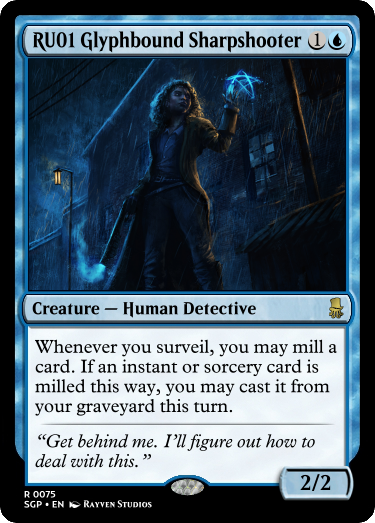 RU01 Glyphbound Sharpshooter 1
Creature — Human Detective
Whenever you surveil, you may mill a
card. If an instant or sorcery card is
milled this way, you may cast it from
your graveyard this turn.
“Get behind me. I’ll figure out how to
deal with this.”
2/2
R 0075
SGP • EN Rayven Studios